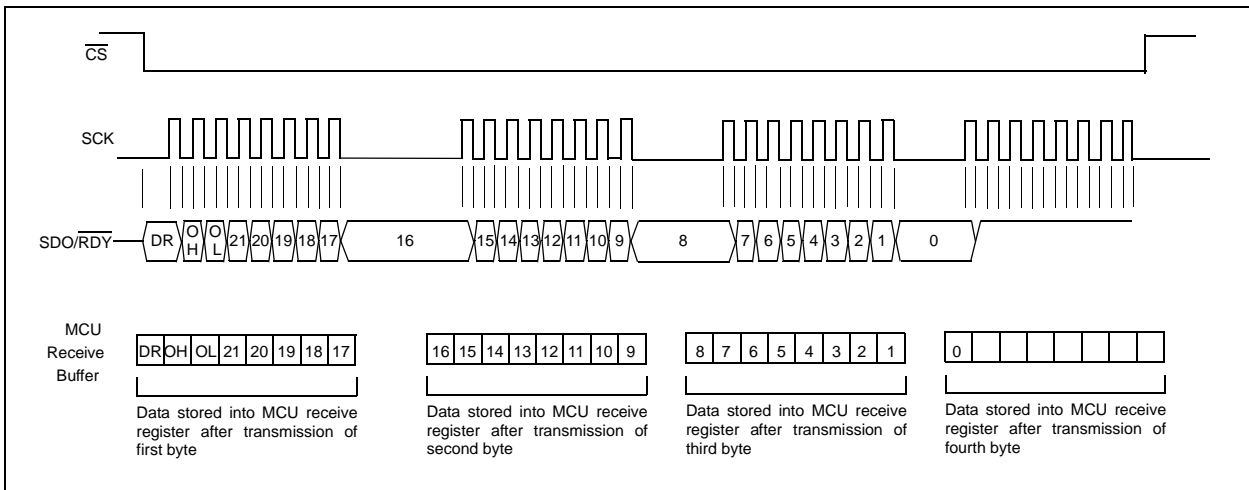 CS
SCK
SDO/RDY
DR OH OL 21 20 19 18 17 16 15 14 13 12 11 10 9 8 7 6 5 4 3 2 1 0
MCU
Receive
Buffer
DR OH OL 21 20 19 18 17
16 15 14 13 12 11 10 9
8 7 6 5 4 3 2 1
0
Data stored into MCU receive
register after transmission of
first byte
Data stored into MCU receive
register after transmission of
second byte
Data stored into MCU receive
register after transmission of
third byte
Data stored into MCU receive
register after transmission of
fourth byte